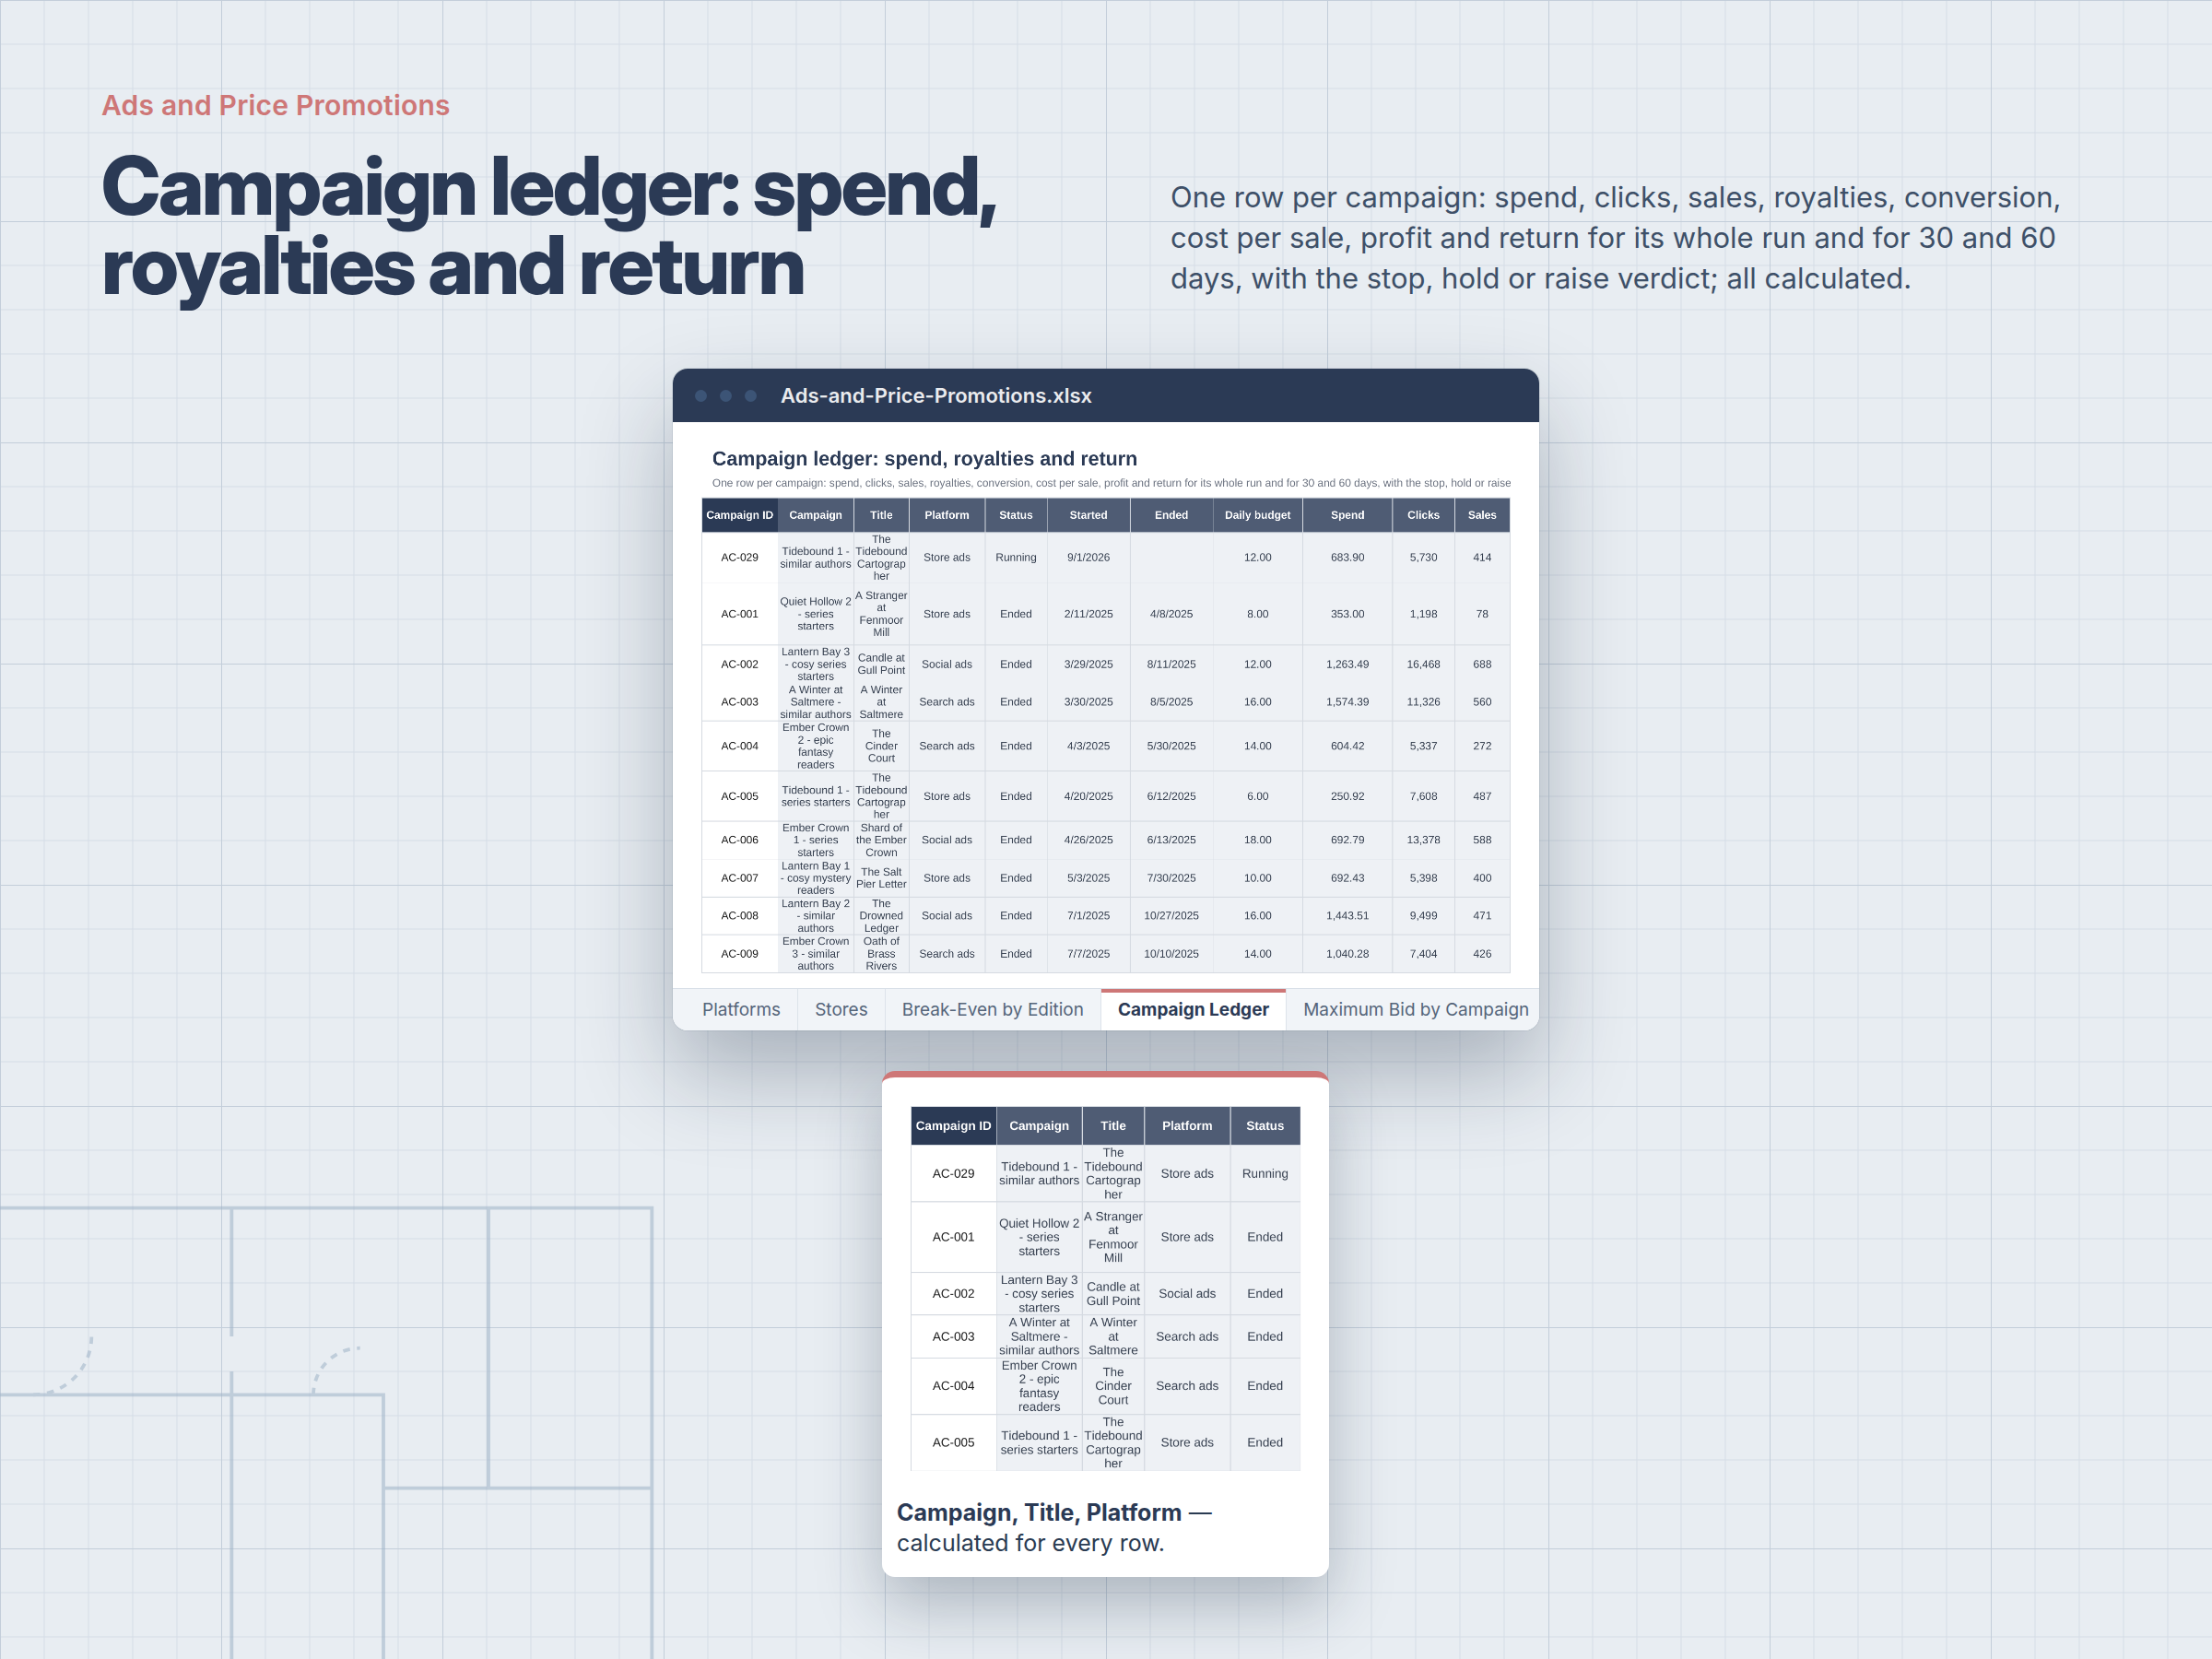 Ads and Price Promotions
Campaign ledger: spend,
royalties and return
One row per campaign: spend, clicks, sales, royalties, conversion,
cost per sale, profit and return for its whole run and for 30 and 60
days, with the stop, hold or raise verdict; all calculated.
Ads-and-Price-Promotions.xlsx
Campaign ledger: spend, royalties and return
One row per campaign: spend, clicks, sales, royalties, conversion, cost per sale, profit and return for its whole run and for 30 and 60 days, with the stop, hold or raise
Campaign ID Campaign Title Platform Status Started Ended Daily budget Spend Clicks Sales
AC-029 Tidebound 1 - similar authors The Tidebound Cartographer Store ads Running 9/1/2026 12.00 683.90 5,730 414
AC-001 Quiet Hollow 2 - series starters A Stranger at Fenmoor Mill Store ads Ended 2/11/2025 4/8/2025 8.00 353.00 1,198 78
AC-002 Lantern Bay 3 - cosy series starters Candle at Gull Point Social ads Ended 3/29/2025 8/11/2025 12.00 1,263.49 16,468 688
AC-003 A Winter at Saltmere - similar authors A Winter at Saltmere Search ads Ended 3/30/2025 8/5/2025 16.00 1,574.39 11,326 560
AC-004 Ember Crown 2 - epic fantasy readers The Cinder Court Search ads Ended 4/3/2025 5/30/2025 14.00 604.42 5,337 272
AC-005 Tidebound 1 - series starters The Tidebound Cartographer Store ads Ended 4/20/2025 6/12/2025 6.00 250.92 7,608 487
AC-006 Ember Crown 1 - series starters Shard of the Ember Crown Social ads Ended 4/26/2025 6/13/2025 18.00 692.79 13,378 588
AC-007 Lantern Bay 1 - cosy mystery readers The Salt Pier Letter Store ads Ended 5/3/2025 7/30/2025 10.00 692.43 5,398 400
AC-008 Lantern Bay 2 - similar authors The Drowned Ledger Social ads Ended 7/1/2025 10/27/2025 16.00 1,443.51 9,499 471
AC-009 Ember Crown 3 - similar authors Oath of Brass Rivers Search ads Ended 7/7/2025 10/10/2025 14.00 1,040.28 7,404 426
Platforms Stores Break-Even by Edition Campaign Ledger Maximum Bid by Campaign
Campaign ID Campaign Title Platform Status
AC-029 Tidebound 1 - similar authors The Tidebound Cartographer Store ads Running
AC-001 Quiet Hollow 2 - series starters A Stranger at Fenmoor Mill Store ads Ended
AC-002 Lantern Bay 3 - cosy series starters Candle at Gull Point Social ads Ended
AC-003 A Winter at Saltmere - similar authors A Winter at Saltmere Search ads Ended
AC-004 Ember Crown 2 - epic fantasy readers The Cinder Court Search ads Ended
AC-005 Tidebound 1 - series starters The Tidebound Cartographer Store ads Ended
Campaign, Title, Platform —
calculated for every row.